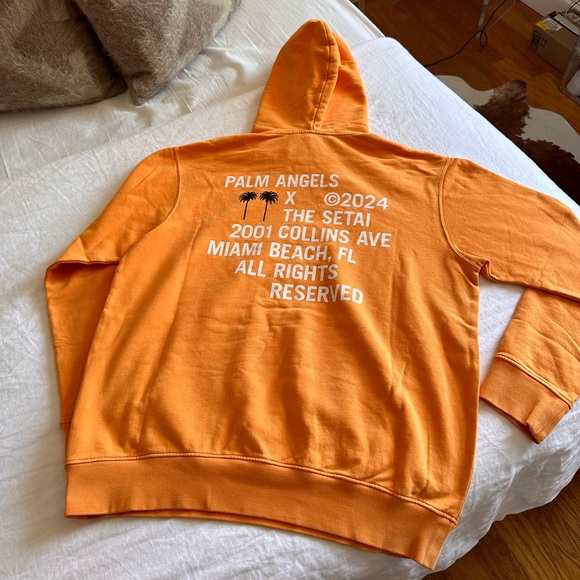 PALM ANGELS
X ©2024
THE SETAI
2001 COLLINS AVE
MIAMI BEACH, FL
ALL RIGHTS
RESERVED